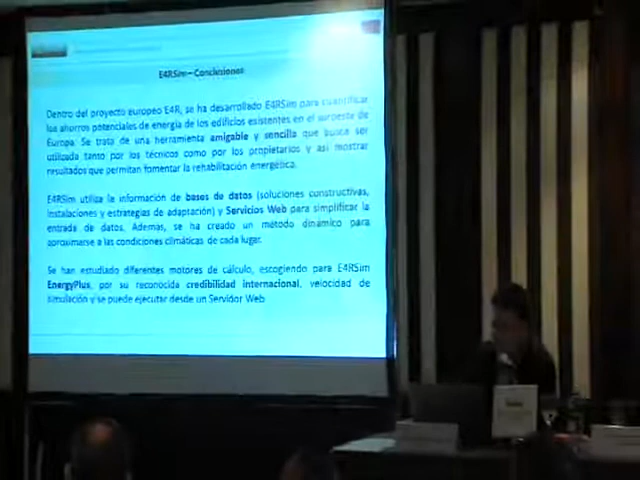 E4RSim – Conclusiones
Dentro del proyecto europeo E4R, se ha desarrollado E4RSim para cuantificar
los ahorros potenciales de energía de los edificios existentes en el suroeste de
Europa. Se trata de una herramienta amigable y sencilla que busca ser
utilizada tanto por los técnicos como por los propietarios y así mostrar
resultados que permitan fomentar la rehabilitación energética.
E4RSim utiliza la información de bases de datos (soluciones constructivas,
instalaciones y estrategias de adaptación) y Servicios Web para simplificar la
entrada de datos. Además, se ha creado un método dinámico para
aproximarse a las condiciones climáticas de cada lugar.
Se han estudiado diferentes motores de cálculo, escogiendo para E4RSim
EnergyPlus, por su reconocida credibilidad internacional, velocidad de
simulación y se puede ejecutar desde un Servidor Web